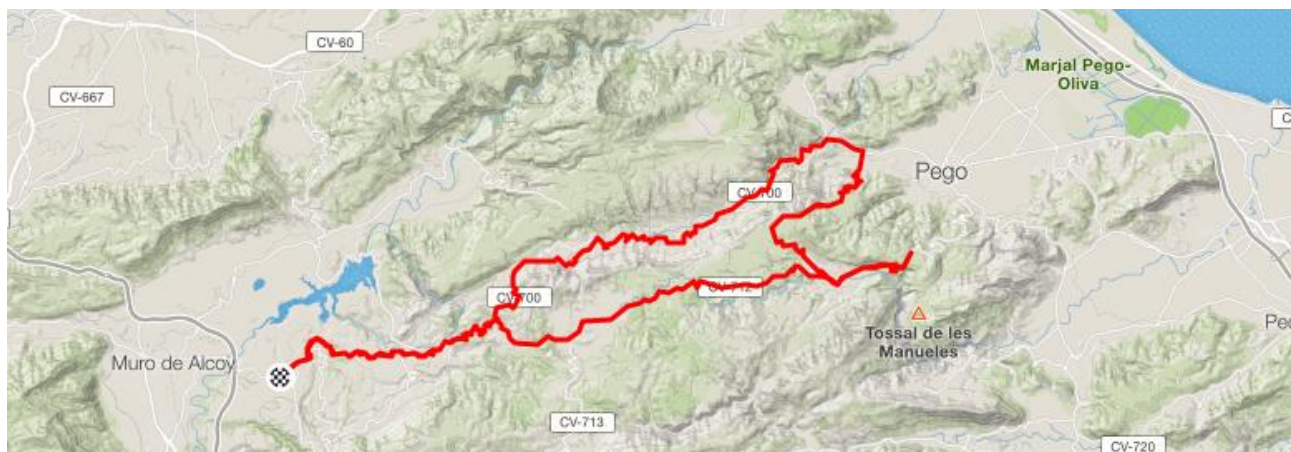 CV-60
Marjal Pego-
Oliva
CV-667
Pego
CV-700
CV-712
CV-700
Tossal de les
Manueles
Muro de Alcoy
CV-713
CV-720